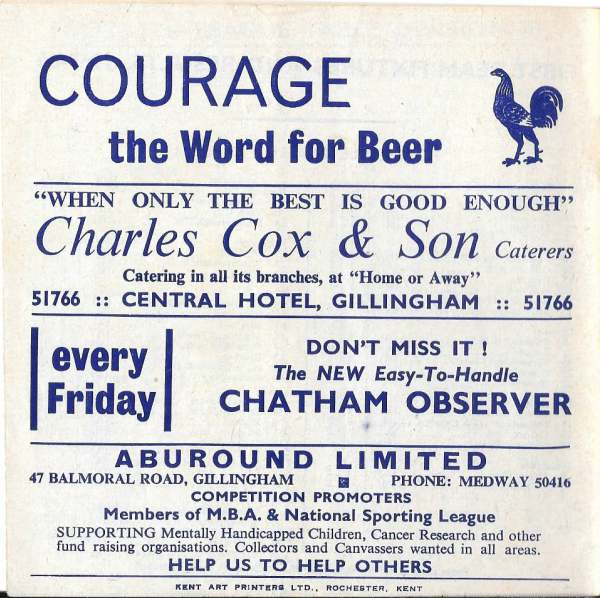 COURAGE
the Word for Beer
"WHEN ONLY THE BEST IS GOOD ENOUGH"
Charles Cox & Son Caterers
Catering in all its branches, at "Home or Away"
51766 :: CENTRAL HOTEL, GILLINGHAM :: 51766
every
Friday
DON'T MISS IT !
The NEW Easy-To-Handle
CHATHAM OBSERVER
ABUROUND LIMITED
47 BALMORAL ROAD, GILLINGHAM PHONE: MEDWAY 50416
COMPETITION PROMOTERS
Members of M.B.A. & National Sporting League
SUPPORTING Mentally Handicapped Children, Cancer Research and other
fund raising organisations. Collectors and Canvassers wanted in all areas.
HELP US TO HELP OTHERS
KENT ART PRINTERS LTD., ROCHESTER, KENT